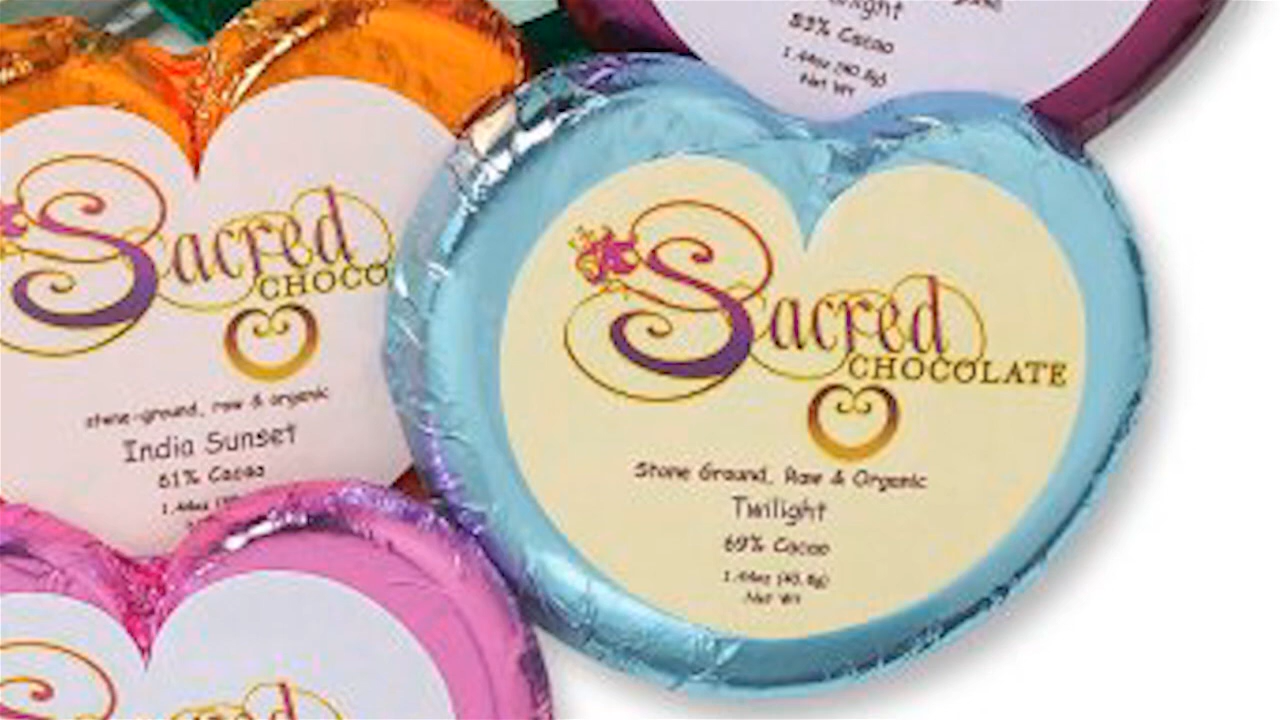 83% Cacao
1.44oz (40.8g)
Net Wt
Sacred
CHOCO
stone-ground, raw & organic
India Sunset
61% Cacao
Sacred
CHOCOLATE
Stone Ground, Raw & Organic
Twilight
69% Cacao
1.44oz (40.8g)
Net Wt